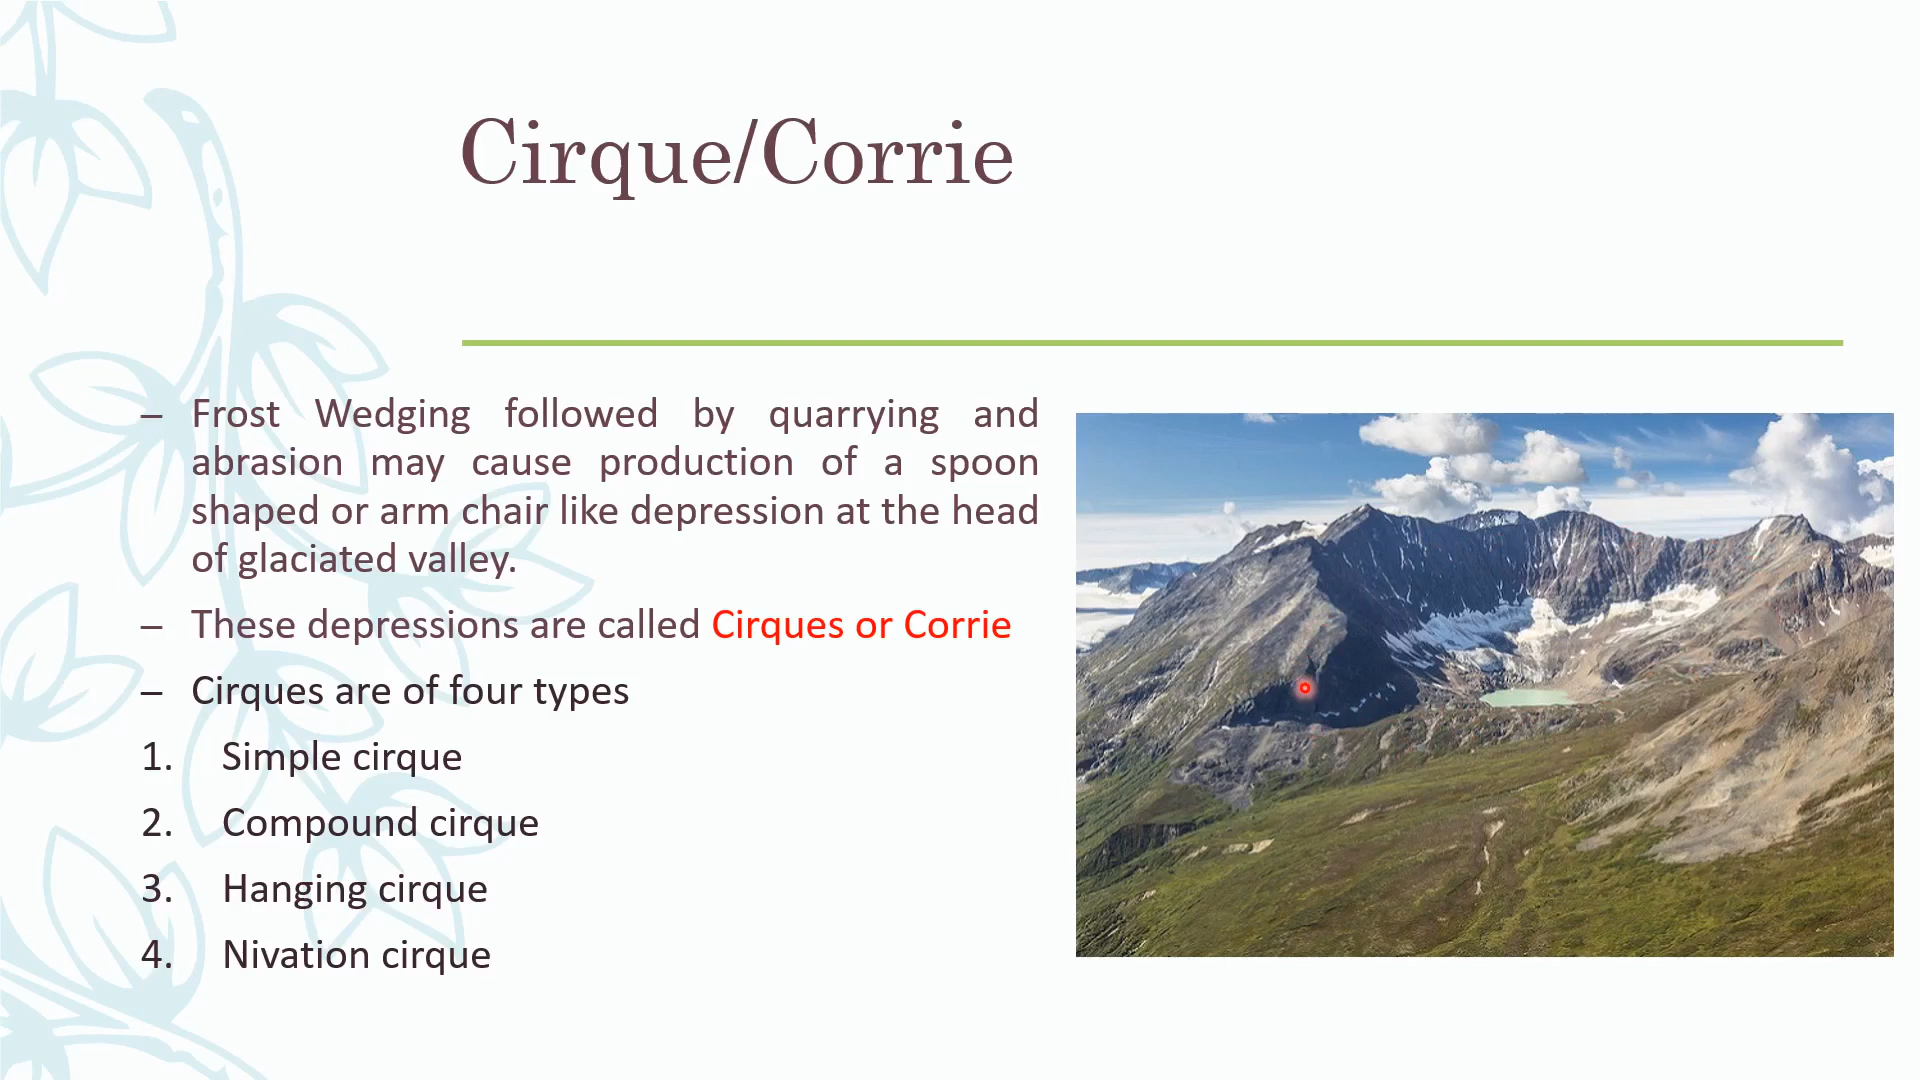 Cirque/Corrie
– Frost Wedging followed by quarrying and
abrasion may cause production of a spoon
shaped or arm chair like depression at the head
of glaciated valley.
– These depressions are called Cirques or Corrie
– Cirques are of four types
1. Simple cirque
2. Compound cirque
3. Hanging cirque
4. Nivation cirque